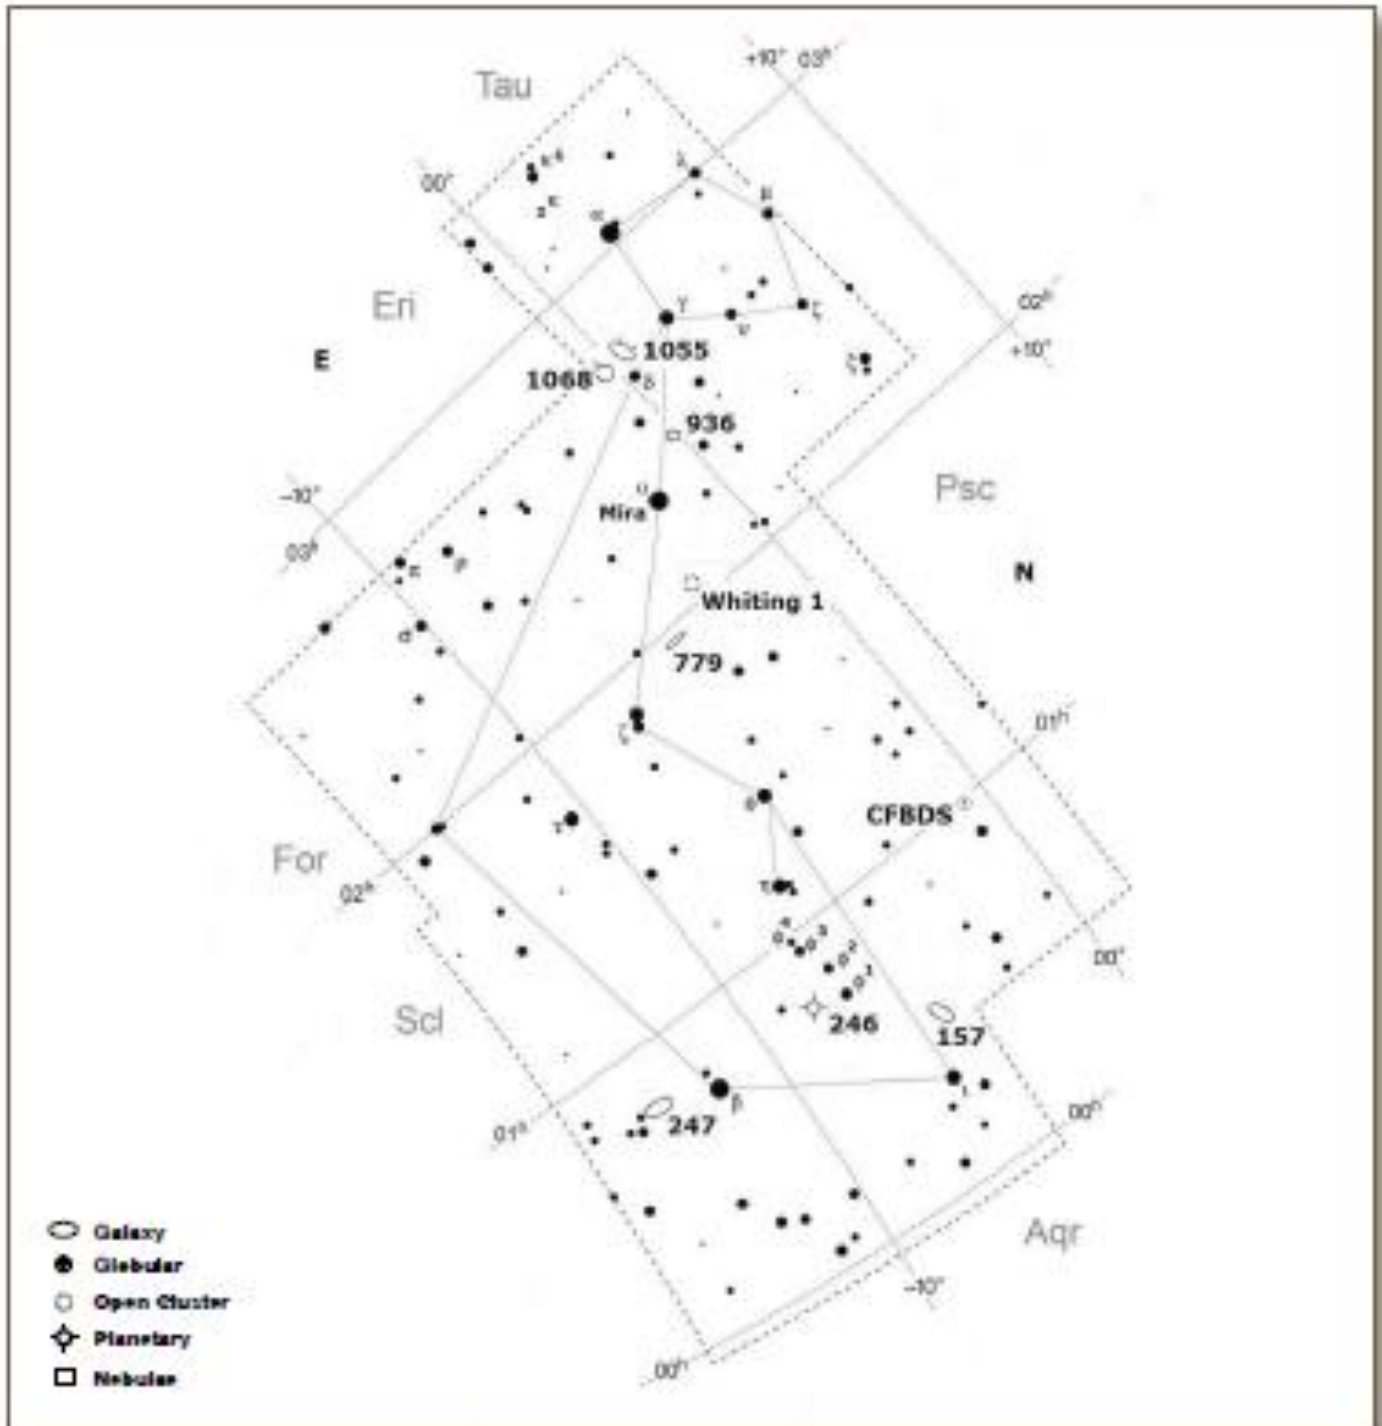 Tau
+10° 03h
00°
λ
μ
α
Eri
γ
ν
ξ
02h
+10°
E
1055
1068
δ
ζ
936
Psc
-10°
Mira
03h
π
ρ
N
Whiting 1
σ
779
01h
ζ
θ
CFBDS
τ
For
02h
η
00°
Scl
246
157
β
ι
01h
247
00h
Aqr
-10°
00h
Galaxy
Globular
Open Cluster
Planetary
Nebulae